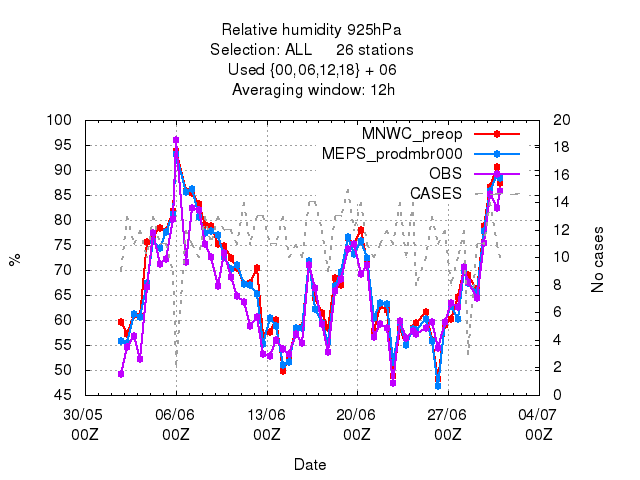 Relative humidity 925hPa
Selection: ALL 26 stations
Used {00,06,12,18} + 06
Averaging window: 12h
MNWC_preop
MEPS_prodmbr000
OBS
CASES
%
100
95
90
85
80
75
70
65
60
55
50
45
No cases
20
18
16
14
12
10
8
6
4
2
0
30/05 06/06 13/06 20/06 27/06 04/07
00Z 00Z 00Z 00Z 00Z 00Z
Date